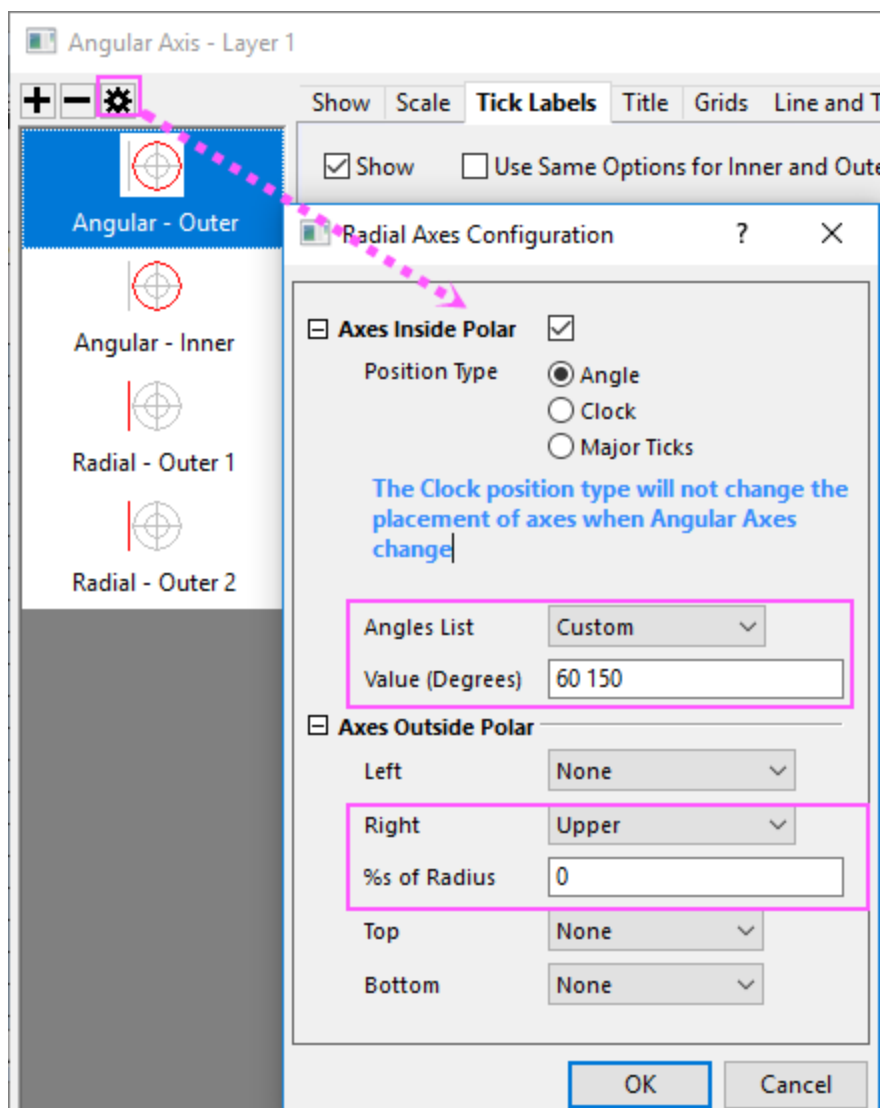 Angular Axis - Layer 1
Show Scale Tick Labels Title Grids Line and T
Show Use Same Options for Inner and Oute
Angular - Outer
Angular - Inner
Radial - Outer 1
Radial - Outer 2
Radial Axes Configuration ?
Axes Inside Polar
Position Type Angle
Clock
Major Ticks
The Clock position type will not change the
placement of axes when Angular Axes
change
Angles List Custom
Value (Degrees) 60 150
Axes Outside Polar
Left None
Right Upper
%s of Radius 0
Top None
Bottom None
OK Cancel